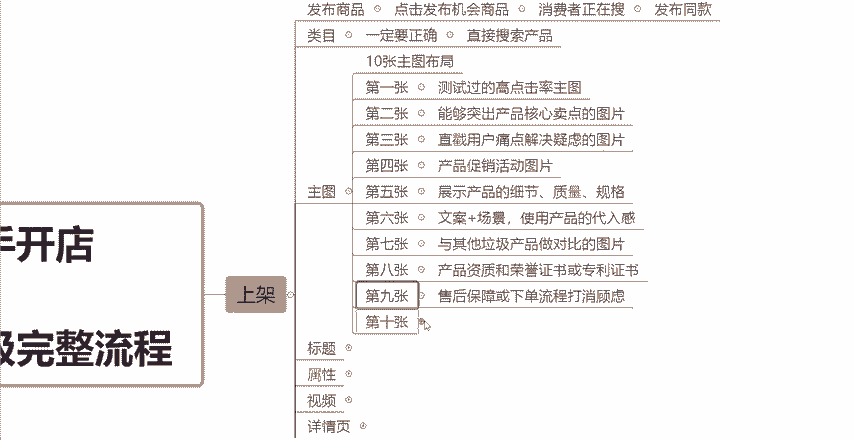 发布商品 点击发布机会商品 消费者正在搜 发布同款
类目 一定要正确 直接搜索产品
10张主图布局
第一张 测试过的高点击率主图
第二张 能够突出产品核心卖点的图片
第三张 直戳用户痛点解决疑虑的图片
第四张 产品促销活动图片
主图 第五张 展示产品的细节、质量、规格
第六张 文案+场景，使用产品的代入感
手开店
第七张 与其他垃圾产品做对比的图片
第八张 产品资质和荣誉证书或专利证书
上架 第九张 售后保障或下单流程打消顾虑
第十张
级完整流程
标题
属性
视频
详情页